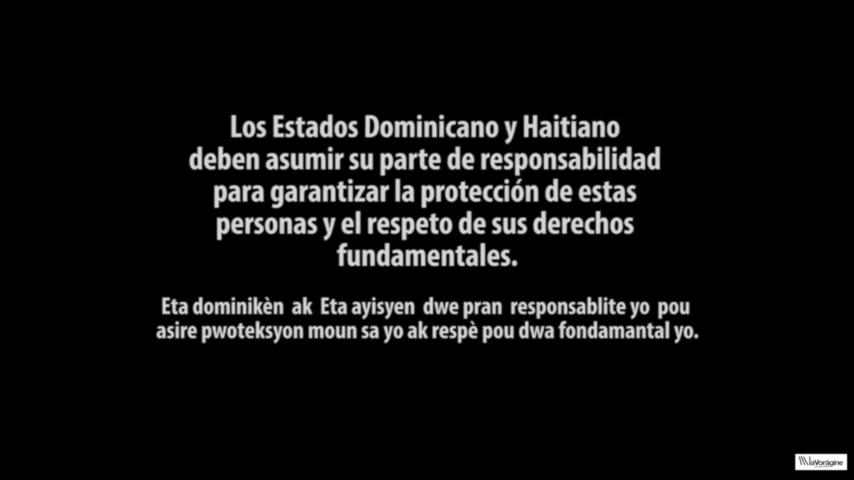 Los Estados Dominicano y Haitiano
deben asumir su parte de responsabilidad
para garantizar la protección de estas
personas y el respeto de sus derechos
fundamentales.
Eta dominikèn ak Eta ayisyen dwe pran responsablite yo pou
asire pwoteksyon moun sa yo ak respè pou dwa fondamantal yo.
laVorágine